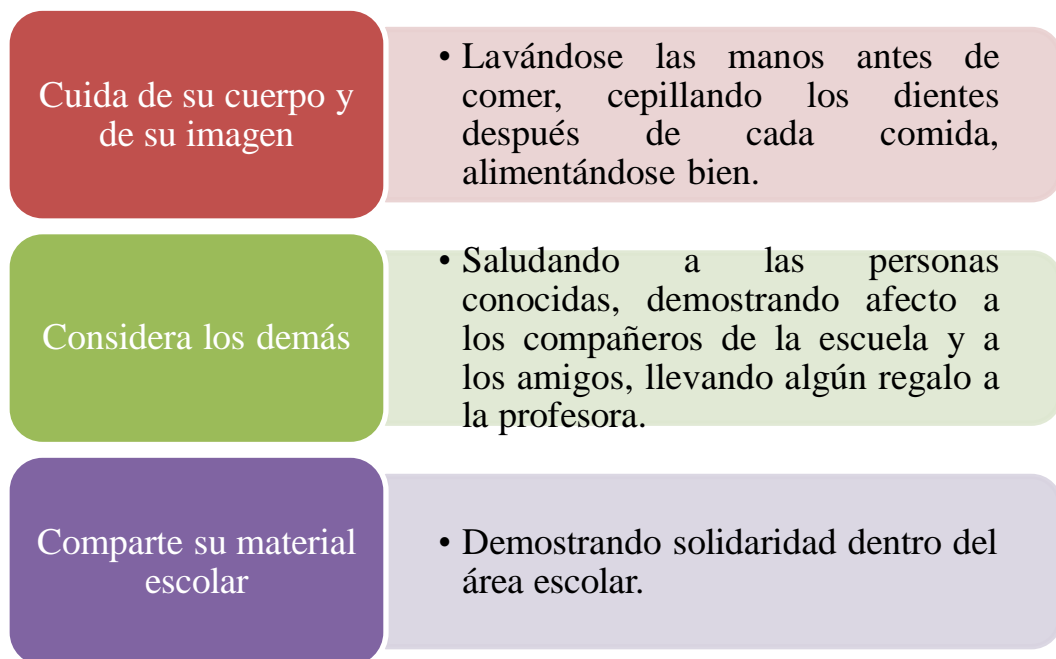 Cuida de su cuerpo y
de su imagen
• Lavándose las manos antes de
comer, cepillando los dientes
después de cada comida,
alimentándose bien.
Considera los demás
• Saludando a las personas
conocidas, demostrando afecto a
los compañeros de la escuela y a
los amigos, llevando algún regalo a
la profesora.
Comparte su material
escolar
• Demostrando solidaridad dentro del
área escolar.